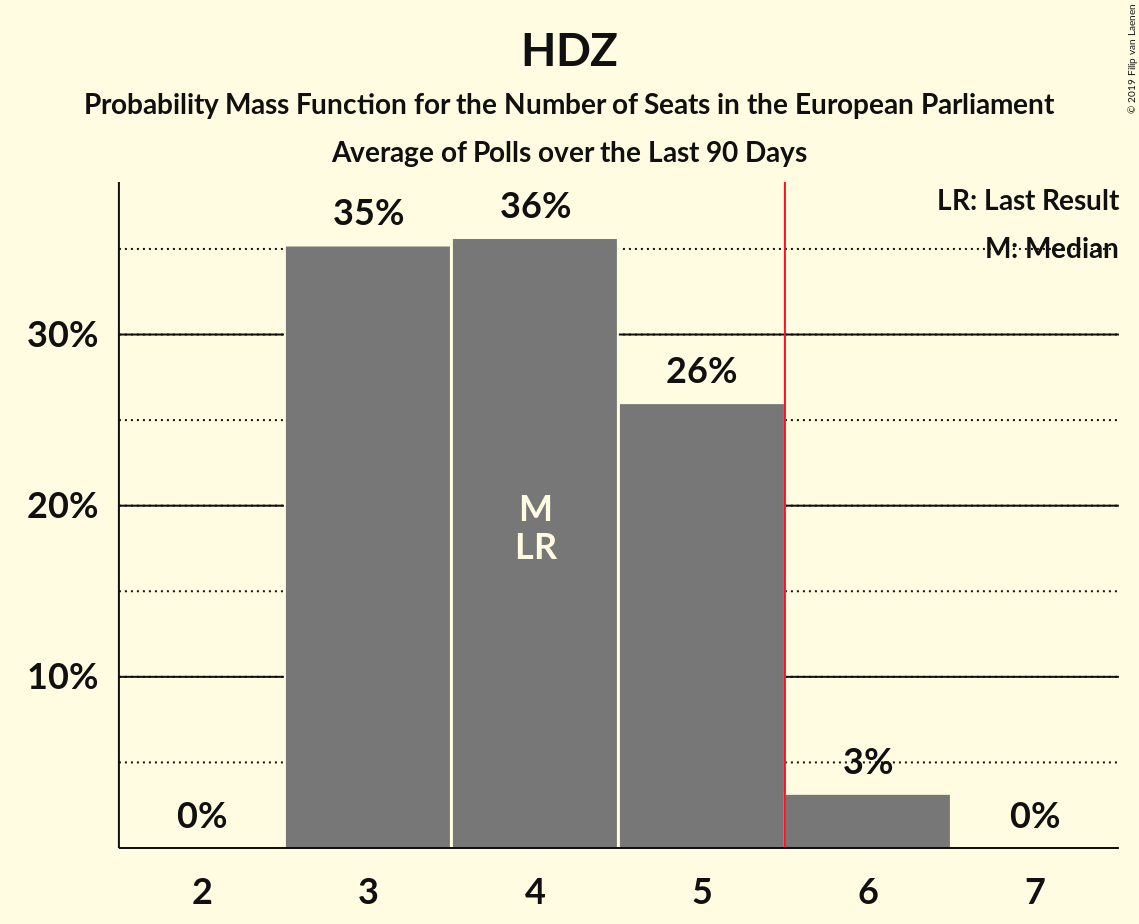 HDZ
Probability Mass Function for the Number of Seats in the European Parliament
Average of Polls over the Last 90 Days
© 2019 Filip van Laenen
LR: Last Result
M: Median
35%
36%
26%
3%
0%
0%
M
LR
30%
20%
10%
2
3
4
5
6
7